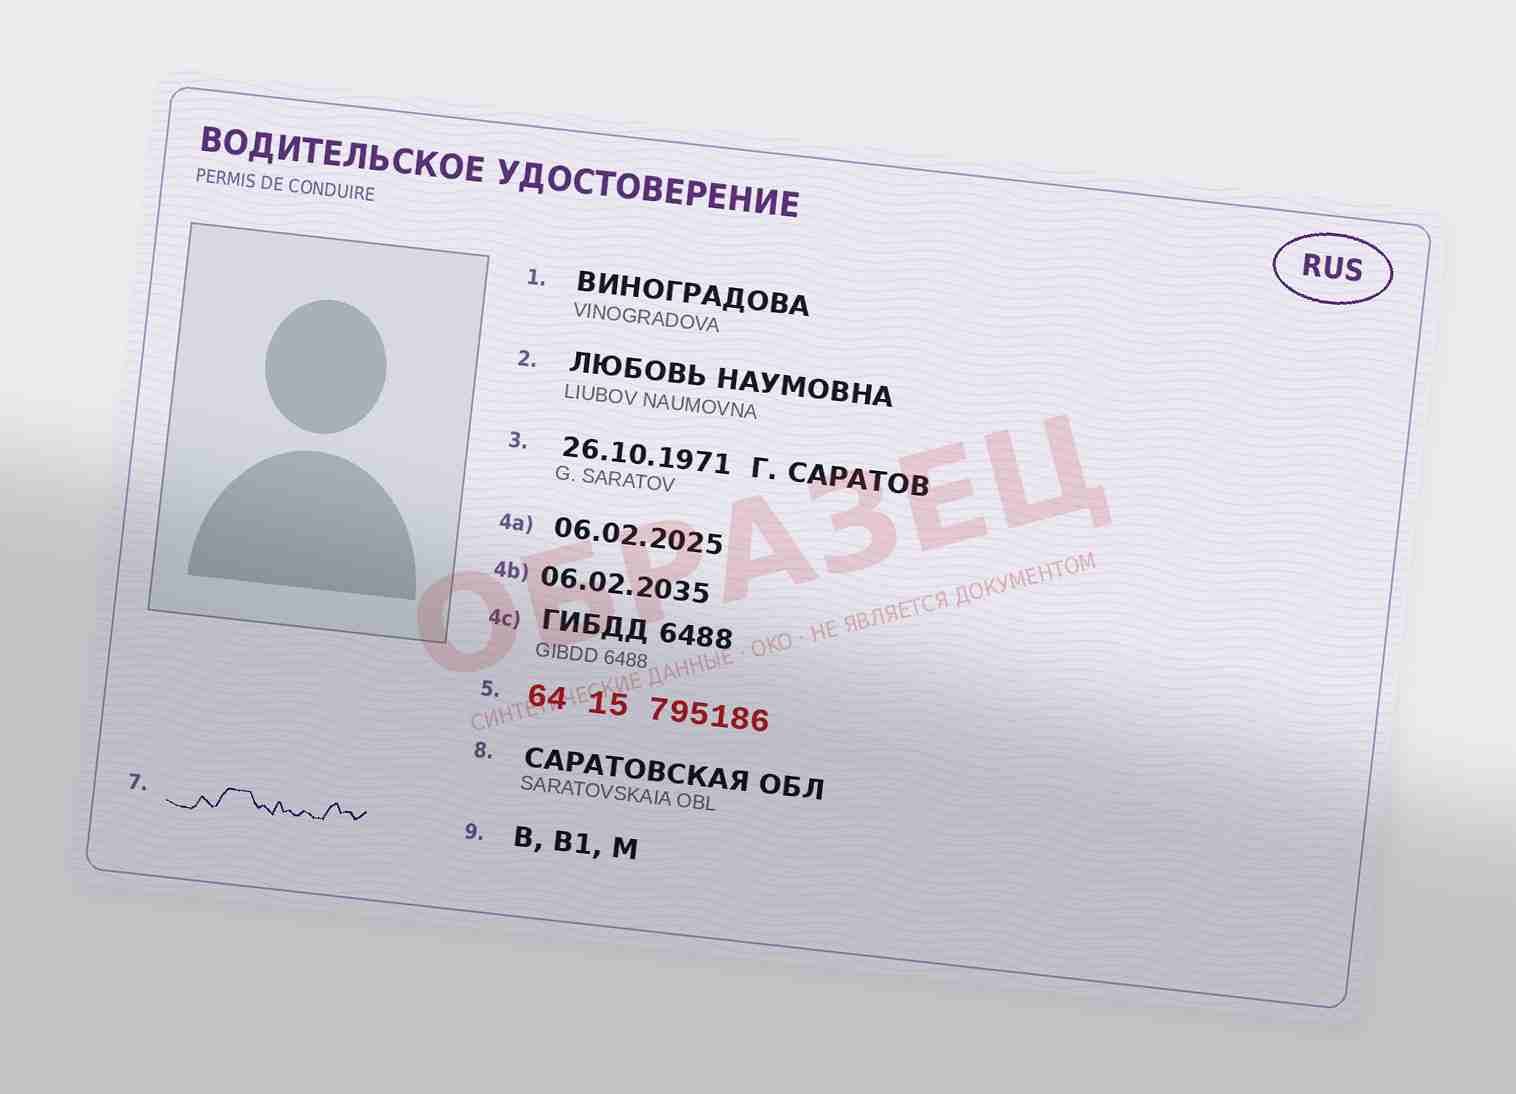 ВОДИТЕЛЬСКОЕ УДОСТОВЕРЕНИЕ
PERMIS DE CONDUIRE
RUS
1. ВИНОГРАДОВА
VINOGRADOVA
2. ЛЮБОВЬ НАУМОВНА
LIUBOV NAUMOVNA
3. 26.10.1971 Г. САРАТОВ
G. SARATOV
4a) 06.02.2025
4b) 06.02.2035
4c) ГИБДД 6488
GIBDD 6488
5. 64 15 795186
8. САРАТОВСКАЯ ОБЛ
SARATOVSKAIA OBL
7.
9. B, B1, M
ОБРАЗЕЦ
СИНТЕТИЧЕСКИЕ ДАННЫЕ · ОКО · НЕ ЯВЛЯЕТСЯ ДОКУМЕНТОМ